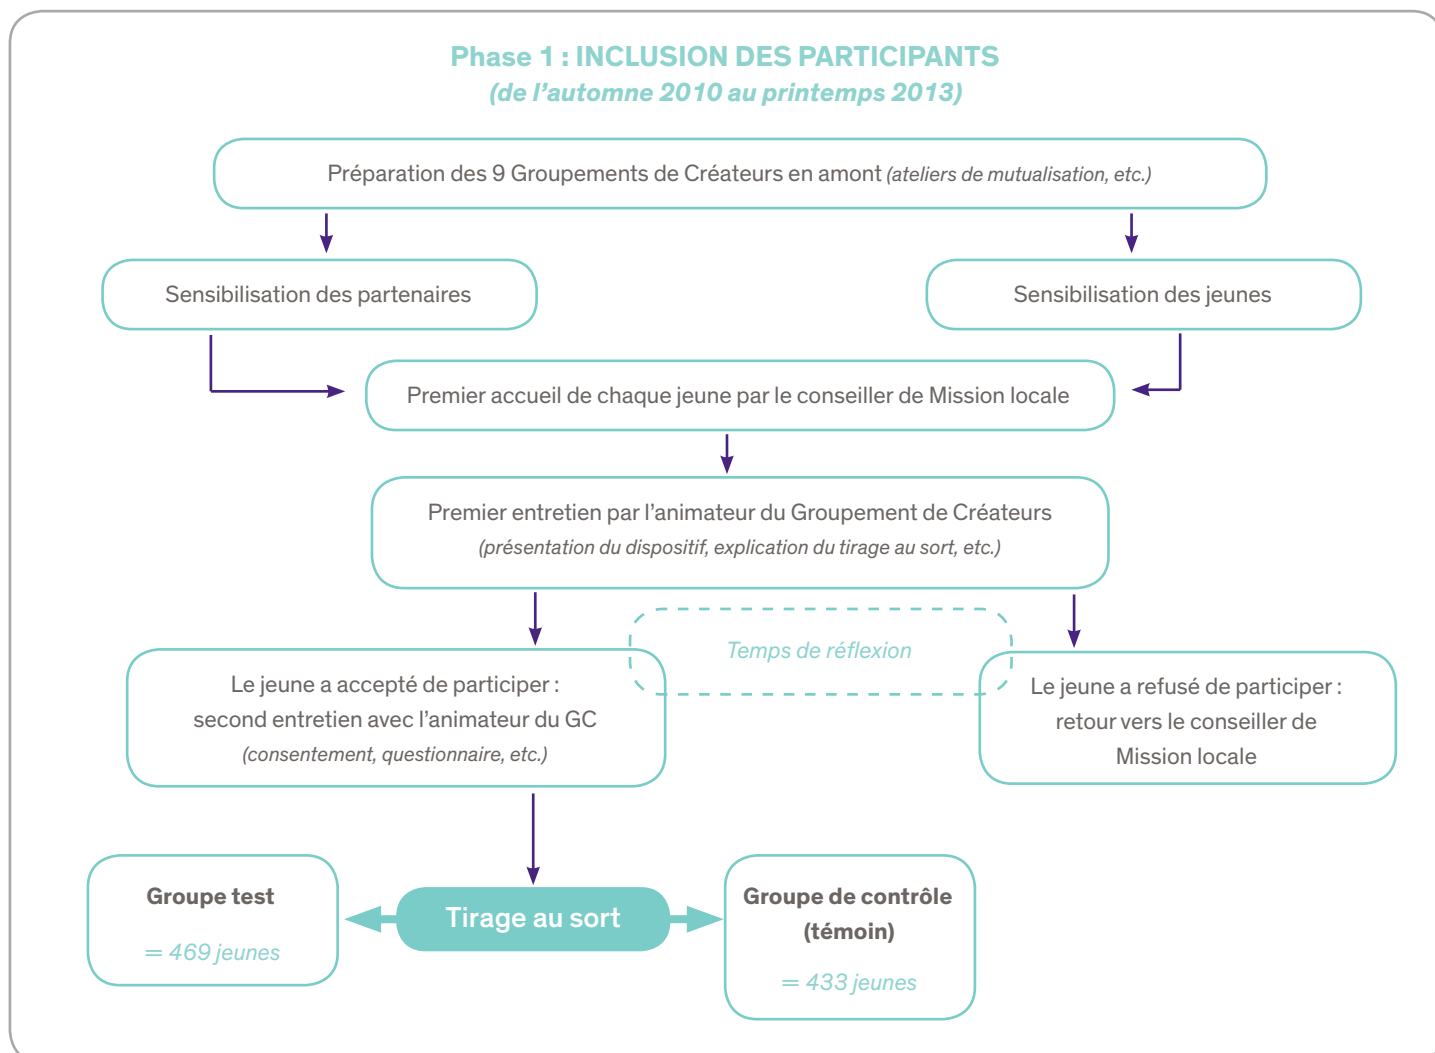 Phase 1 : INCLUSION DES PARTICIPANTS
(de l’automne 2010 au printemps 2013)
Préparation des 9 Groupements de Créateurs en amont (ateliers de mutualisation, etc.)
Sensibilisation des partenaires
Sensibilisation des jeunes
Premier accueil de chaque jeune par le conseiller de Mission locale
Premier entretien par l’animateur du Groupement de Créateurs
(présentation du dispositif, explication du tirage au sort, etc.)
Temps de réflexion
Le jeune a accepté de participer :
second entretien avec l’animateur du GC
(consentement, questionnaire, etc.)
Le jeune a refusé de participer :
retour vers le conseiller de
Mission locale
Groupe test
= 469 jeunes
Tirage au sort
Groupe de contrôle
(témoin)
= 433 jeunes